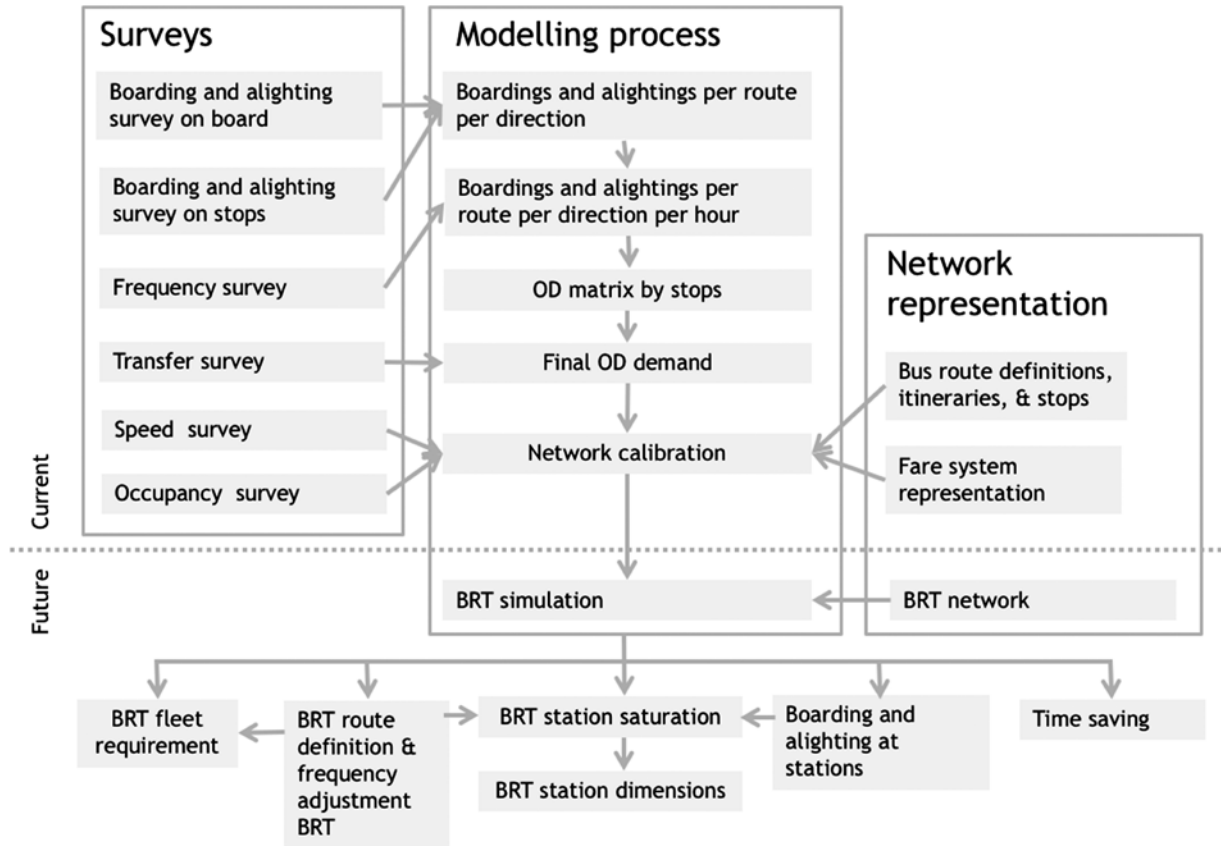 Surveys
Boarding and alighting
survey on board
Boarding and alighting
survey on stops
Frequency survey
Transfer survey
Speed survey
Occupancy survey
Modelling process
Boardings and alightings per route
per direction
Boardings and alightings per
route per direction per hour
OD matrix by stops
Final OD demand
Network calibration
BRT simulation
Network
representation
Bus route definitions,
itineraries, & stops
Fare system
representation
BRT network
Current
Future
BRT fleet
requirement
BRT route
definition &
frequency
adjustment
BRT
BRT station saturation
BRT station dimensions
Boarding and
alighting at
stations
Time saving